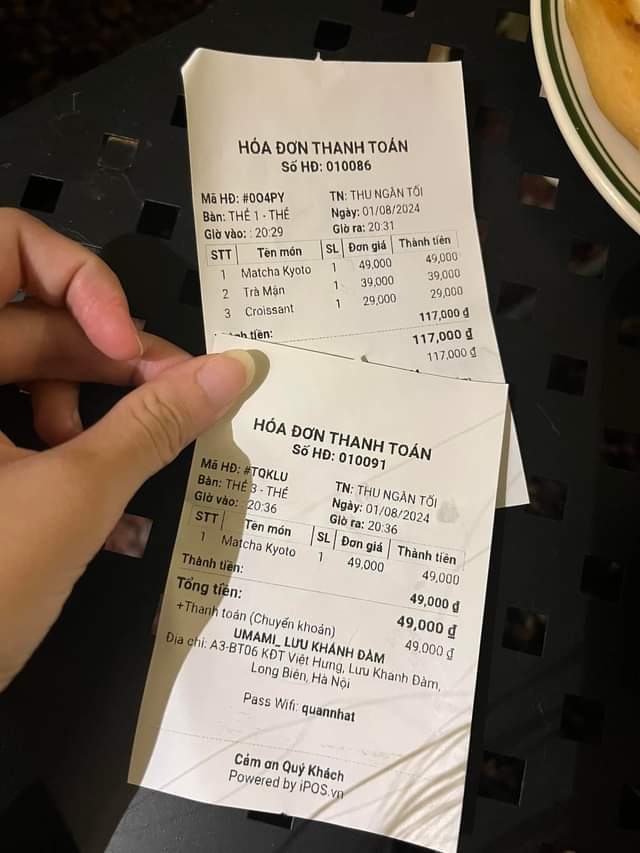 HÓA ĐƠN THANH TOÁN
Số HĐ: 010086
Mã HĐ: #0O4PY TN: THU NGÂN TỐI
Bàn: THẺ 1 - THẺ Ngày: 01/08/2024
Giờ vào: : 20:29 Giờ ra: 20:31
STT Tên món SL Đơn giá Thành tiền
1 Matcha Kyoto 1 49,000 49,000
2 Trà Mận 1 39,000 39,000
3 Croissant 1 29,000 29,000
tiền: 117,000 đ
117,000 đ
117,000 đ
HÓA ĐƠN THANH TOÁN
Số HĐ: 010091
Mã HĐ: #TQKLU TN: THU NGÂN TỐI
Bàn: THẺ 3 - THẺ Ngày: 01/08/2024
Giờ vào: : 20:36 Giờ ra: 20:36
STT Tên món SL Đơn giá Thành tiền
1 Matcha Kyoto 1 49,000 49,000
Thành tiền: 49,000 đ
Tổng tiền: 49,000 đ
+Thanh toán (Chuyển khoản) 49,000 đ
UMAMI_ LƯU KHÁNH ĐÀM
Địa chỉ: A3-BT06 KĐT Việt Hưng, Lưu Khánh Đàm,
Long Biên, Hà Nội
Pass Wifi: quannhat
Cảm ơn Quý Khách
Powered by iPOS.vn